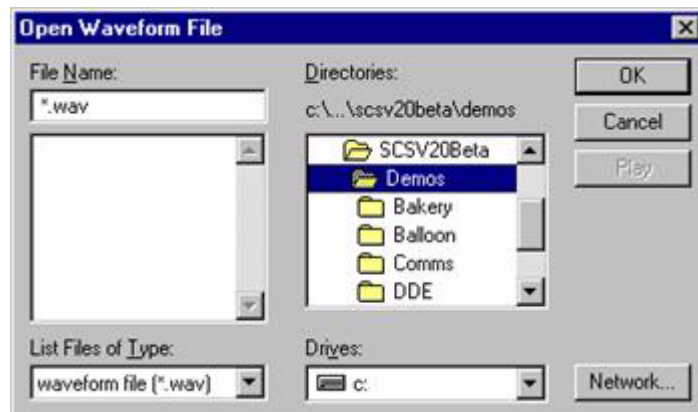 Open Waveform File
File Name:
*.wav
Directories:
c:\...\scsv20beta\demos
SCSV20Beta
Demos
Bakery
Balloon
Comms
DDE
OK
Cancel
Play
List Files of Type:
waveform file (*.wav)
Drives:
c:
Network...